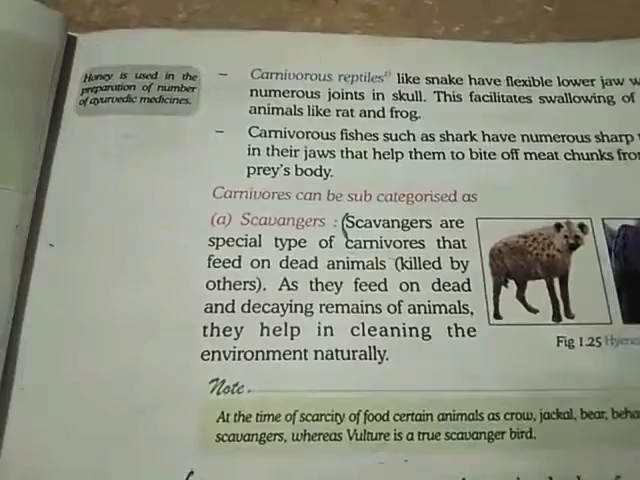 Honey is used in the
preparation of number
of ayurvedic medicines.
– Carnivorous reptiles like snake have flexible lower jaw
numerous joints in skull. This facilitates swallowing of
animals like rat and frog.
– Carnivorous fishes such as shark have numerous sharp
in their jaws that help them to bite off meat chunks
prey's body.
Carnivores can be sub categorised as
(a) Scavangers : (Scavangers are
special type of carnivores that
feed on dead animals (killed by
others). As they feed on dead
and decaying remains of animals,
they help in cleaning the
environment naturally.
Fig 1.25
Note.
At the time of scarcity of food certain animals as crow, jackal, bear,
scavangers, whereas Vulture is a true scavanger bird.